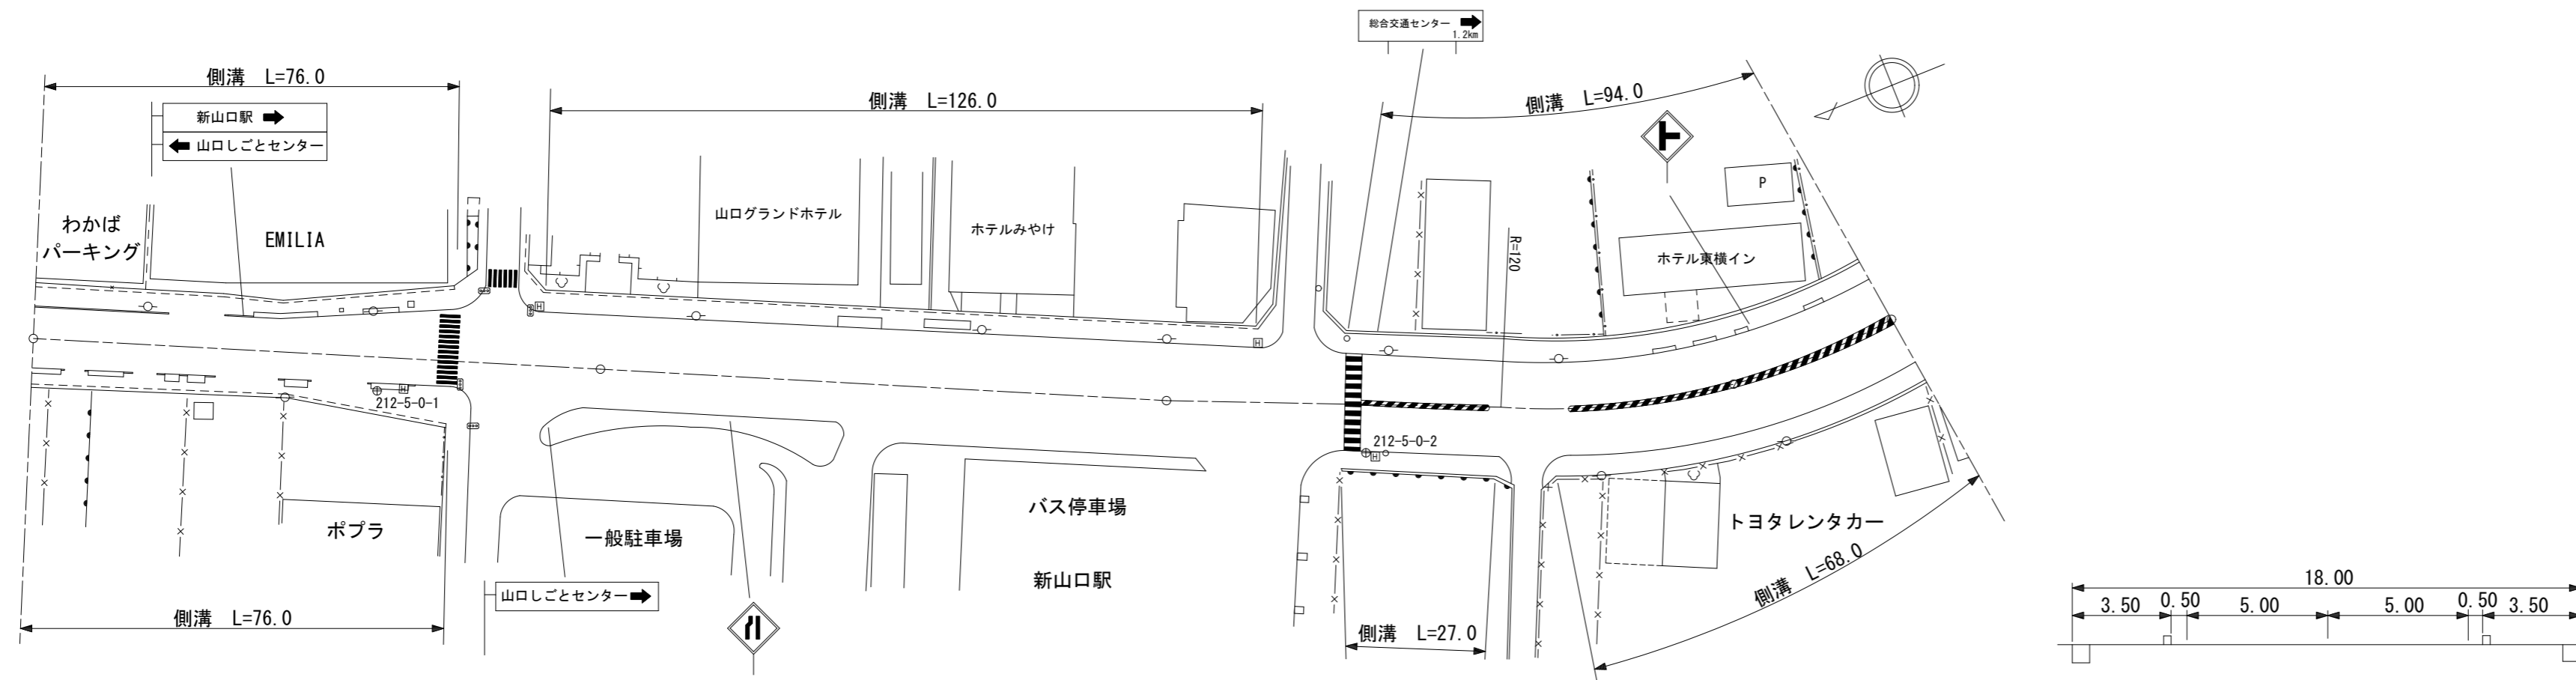 側溝 L=76.0
新山口駅
山口しごとセンター
わかば
パーキング
EMILIA
側溝 L=126.0
山口グランドホテル
ホテルみやけ
総合交通センター
1.2km
側溝 L=94.0
R=120
P
ホテル東横イン
H
H
H
212-5-0-1
ポプラ
側溝 L=76.0
一般駐車場
山口しごとセンター
バス停車場
新山口駅
212-5-0-2
H
側溝 L=27.0
トヨタレンタカー
側溝 L=68.0
18.00
3.50 0.50 5.00 5.00 0.50 3.50